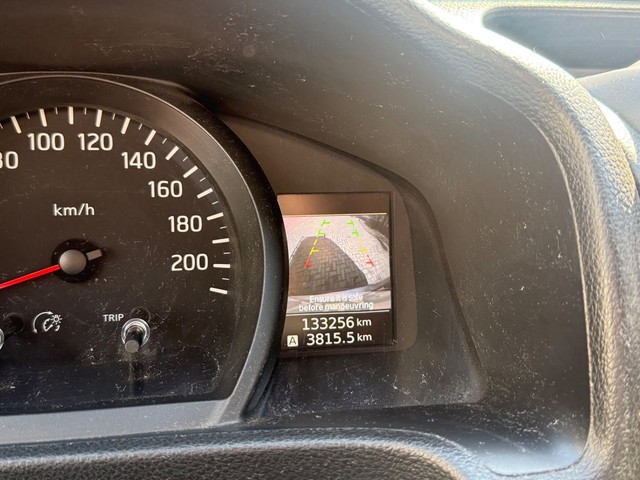 80
100
120
140
160
180
200
km/h
TRIP
Ensure it is safe
before manoeuvring
133256 km
A 3815.5 km